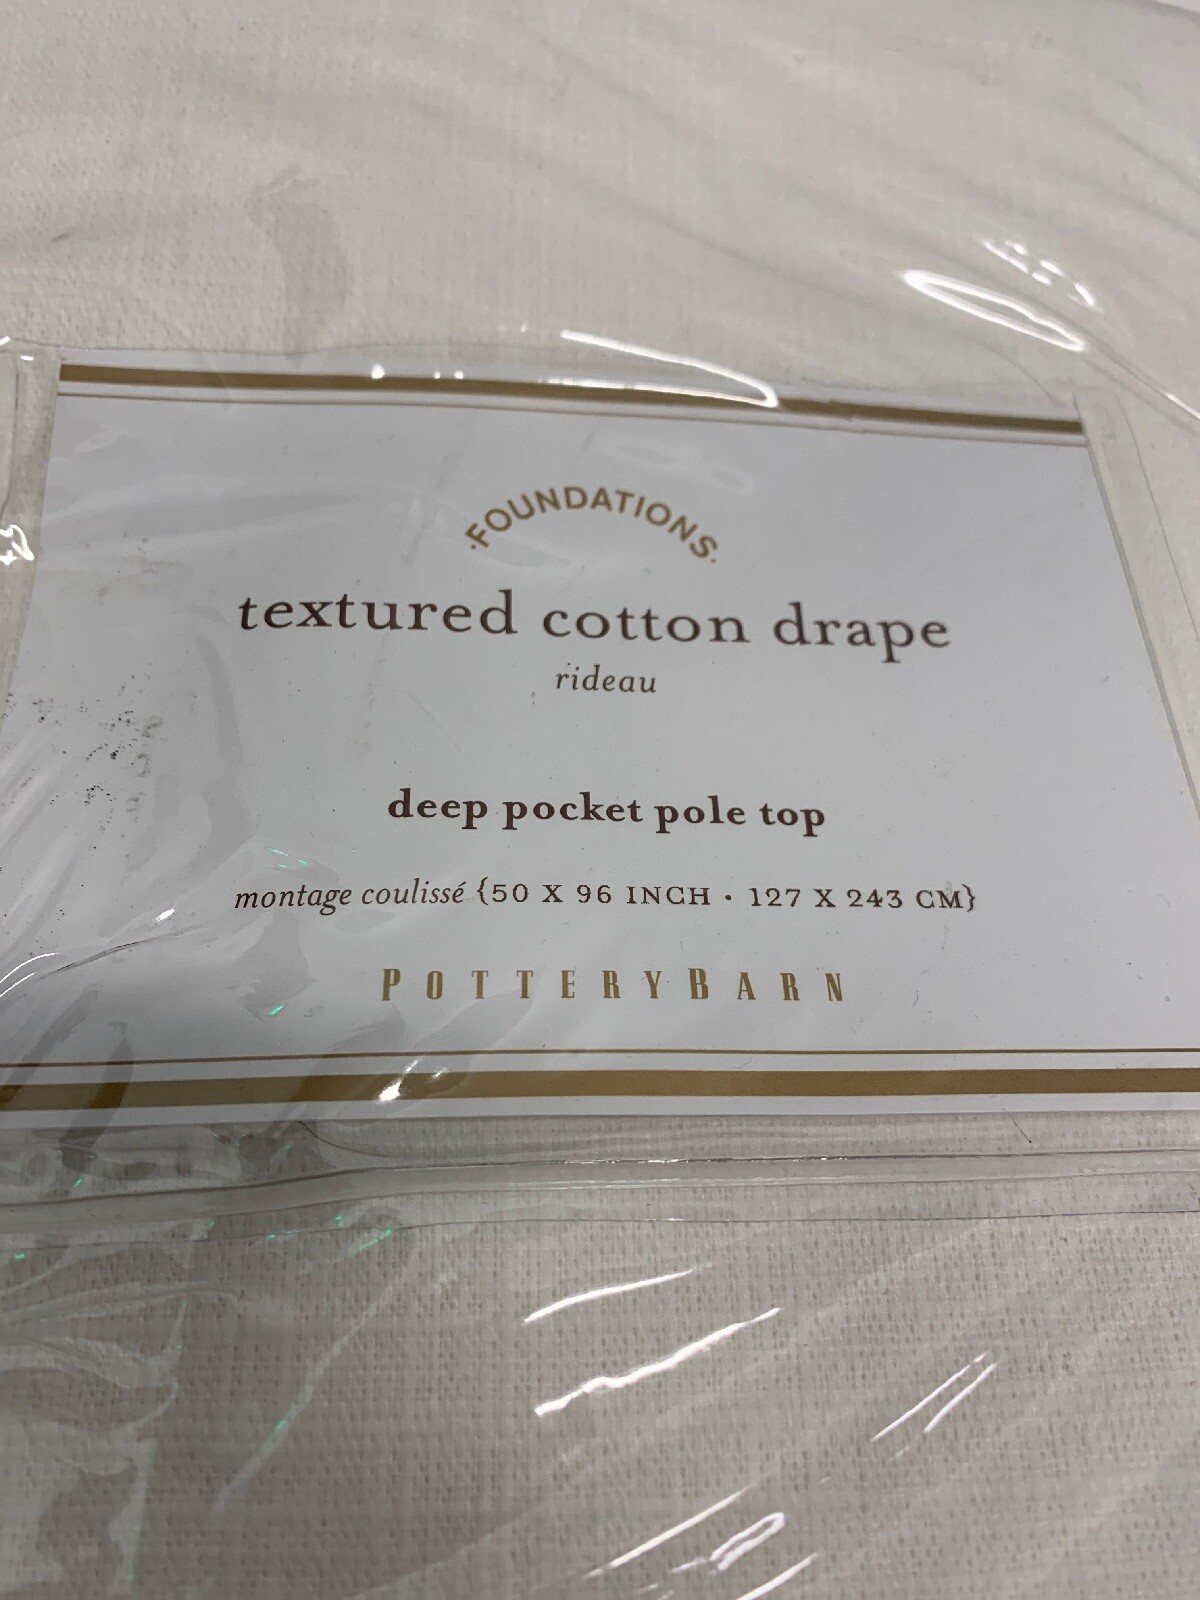 ·FOUNDATIONS·
textured cotton drape
rideau
deep pocket pole top
montage coulissé {50 X 96 INCH · 127 X 243 CM}
POTTERYBARN